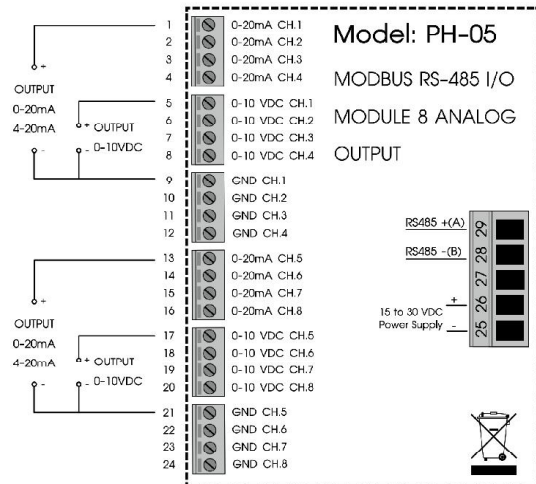 Model: PH-05
MODBUS RS-485 I/O
MODULE 8 ANALOG
OUTPUT
1 0-20mA CH.1
2 0-20mA CH.2
3 0-20mA CH.3
4 0-20mA CH.4
5 0-10 VDC CH.1
6 0-10 VDC CH.2
7 0-10 VDC CH.3
8 0-10 VDC CH.4
9 GND CH.1
10 GND CH.2
11 GND CH.3
12 GND CH.4
+
OUTPUT
0-20mA
4-20mA
-
+ OUTPUT
- 0-10VDC
13 0-20mA CH.5
14 0-20mA CH.6
15 0-20mA CH.7
16 0-20mA CH.8
17 0-10 VDC CH.5
18 0-10 VDC CH.6
19 0-10 VDC CH.7
20 0-10 VDC CH.8
21 GND CH.5
22 GND CH.6
23 GND CH.7
24 GND CH.8
+
OUTPUT
0-20mA
4-20mA
-
+ OUTPUT
- 0-10VDC
RS485 +(A) 29
RS485 -(B) 28
27
+ 26
15 to 30 VDC
Power Supply
- 25